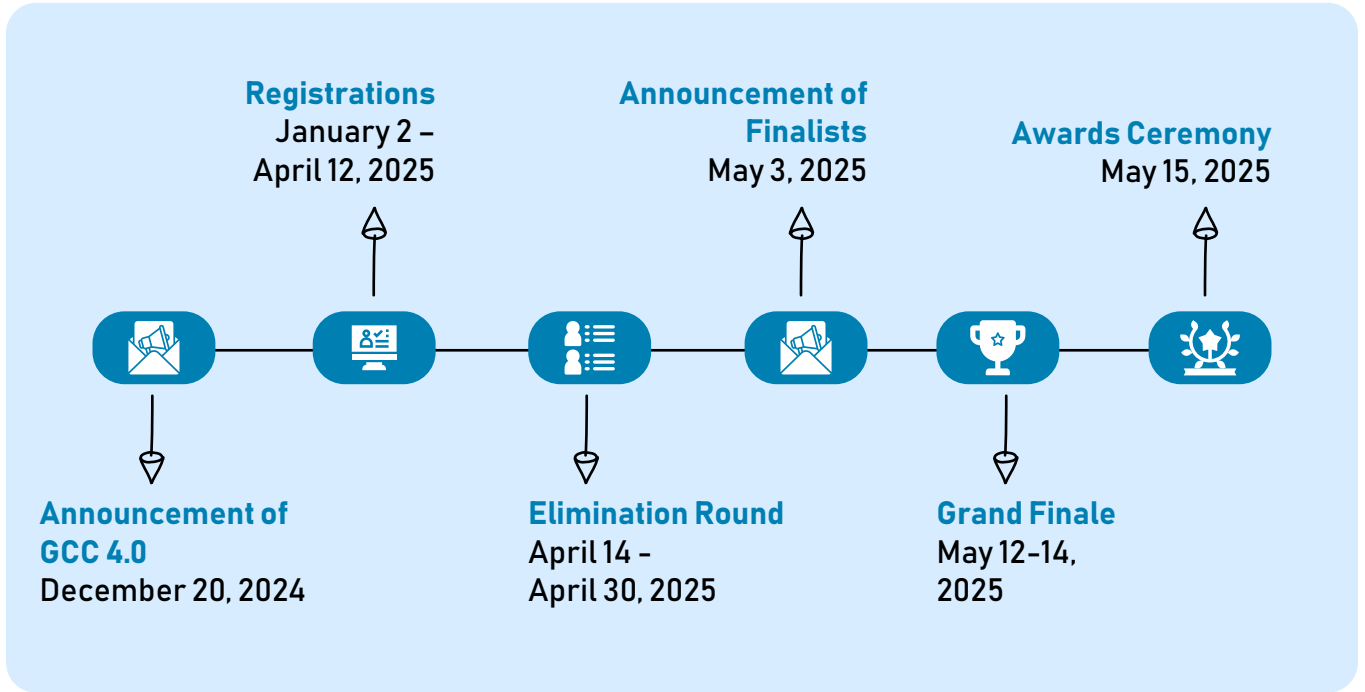 Announcement of
GCC 4.0
December 20, 2024
Registrations
January 2 –
April 12, 2025
Elimination Round
April 14 -
April 30, 2025
Announcement of
Finalists
May 3, 2025
Grand Finale
May 12-14,
2025
Awards Ceremony
May 15, 2025